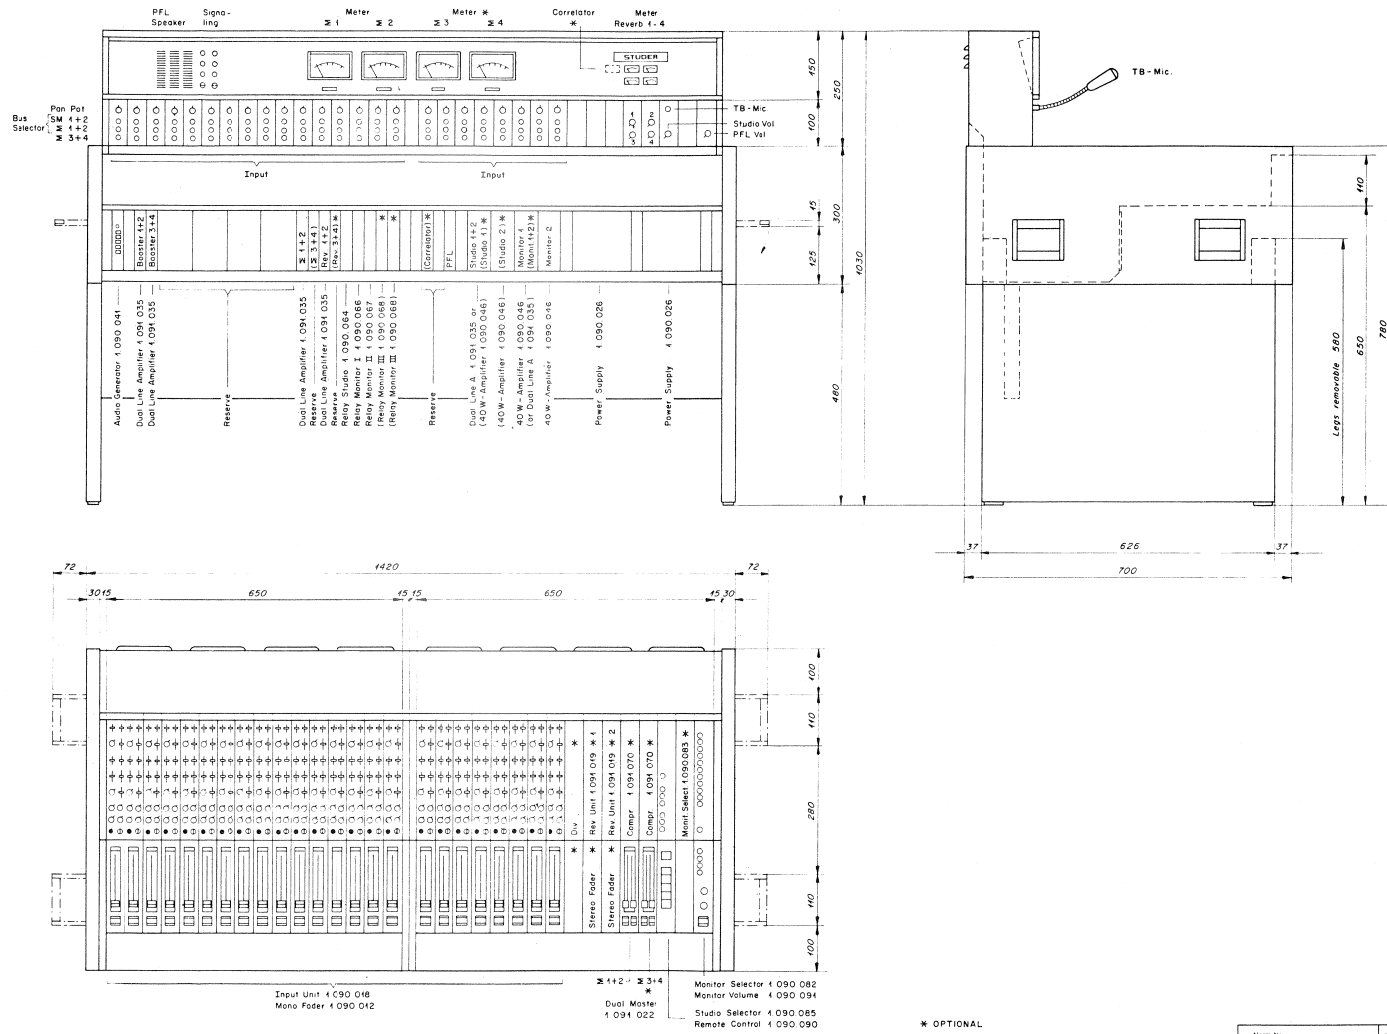 PFL Speaker
Signa-ling
Meter
Σ 1
Σ 2
Meter *
Σ 3
Σ 4
Correlator
*
Meter
Reverb 1-4
STUDER
Bus Selector
Pan Pot
SM 1+2
Σ 1+2
Σ 3+4
1 2
3 4
TB-Mic.
Studio Vol
PFL Vol
Input
Input
TB-Mic.
150
100
250
15
300
125
1030
480
110
Legs removable 580
650
780
37
626
37
700
Booster 1+2
Booster 3+4
Σ 1+2
(Σ 3+4)
Rev. 1+2
(Rev. 3+4)*
*
*
(Correlator)*
PFL
Studio 1+2
(Studio 1)*
(Studio 2)*
Monitor 1
(Monit. 1+2)*
Monitor 2
Audio Generator 1.090.041
Dual Line Amplifier 1.091.035
Dual Line Amplifier 1.091.035
Reserve
Dual Line Amplifier 1.091.035
Reserve
Dual Line Amplifier 1.091.035
Reserve
Relay Studio 1.090.064
Relay Monitor I 1.090.066
Relay Monitor II 1.090.067
(Relay Monitor III 1.090.068)
(Relay Monitor III 1.090.068)
Reserve
Dual Line A 1.091.035 or
(40W-Amplifier 1.090.046)
(40W-Amplifier 1.090.046)
40W-Amplifier 1.090.046
(or Dual Line A 1.091.035)
40W-Amplifier 1.090.046
Power Supply 1.090.026
Power Supply 1.090.026
72
1420
72
30 15
650
15 15
650
15 30
100
110
280
110
100
* Div.
Rev. Unit 1.091.019 * 1
Rev. Unit 1.091.019 * 2
Compr. 1.091.070 *
Compr. 1.091.070 *
Monit. Select 1.090.083 *
*
Stereo Fader *
Stereo Fader *
Input Unit 1.090.018
Mono Fader 1.090.012
Σ 1+2
Σ 3+4
*
Dual Master
1.091.022
Monitor Selector 1.090.082
Monitor Volume 1.090.091
Studio Selector 1.090.085
Remote Control 1.090.090
* OPTIONAL